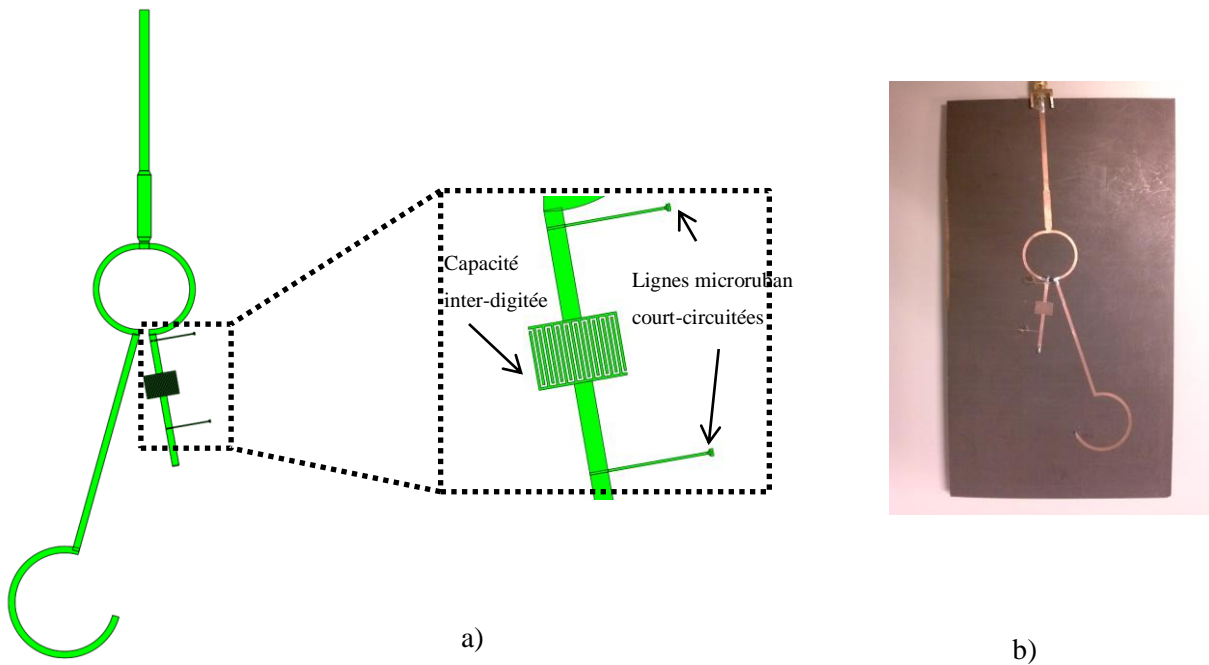 Capacité
inter-digitée
Lignes microruban
court-circuitées
a)
b)